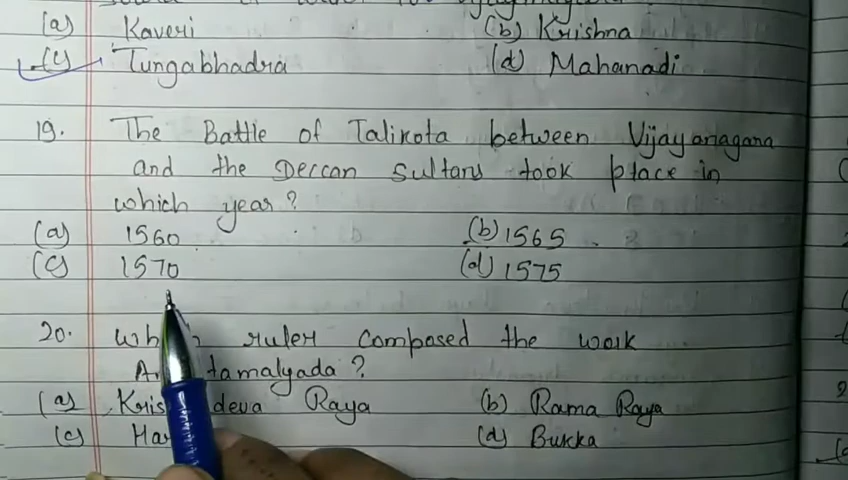 (a) Kaveri (b) Krishna
(c) Tungabhadra (d) Mahanadi
19. The Battle of Talikota between Vijayanagana
and the Deccan Sultans took place in
which year?
(a) 1560 (b) 1565
(c) 1570 (d) 1575
20. ruler composed the work
tamalyada?
(a) deva Raya (b) Rama Raya
(c) (d) Bukka